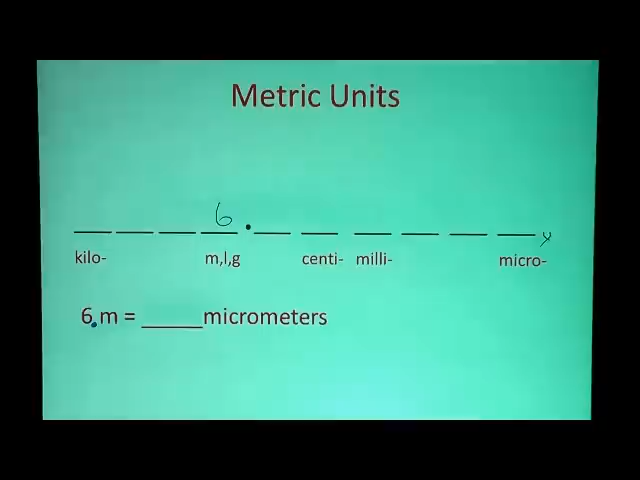 Metric Units
6 .
kilo- m,l,g centi- milli- micro-
6.m = _____micrometers